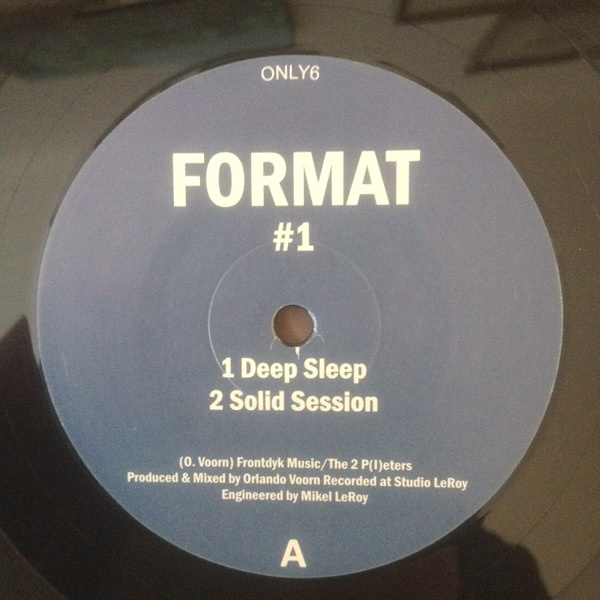 ONLY6
FORMAT
#1
1 Deep Sleep
2 Solid Session
(O. Voorn) Frontdyk Music/The 2 P(I)eters
Produced & Mixed by Orlando Voorn Recorded at Studio LeRoy
Engineered by Mikel LeRoy
A